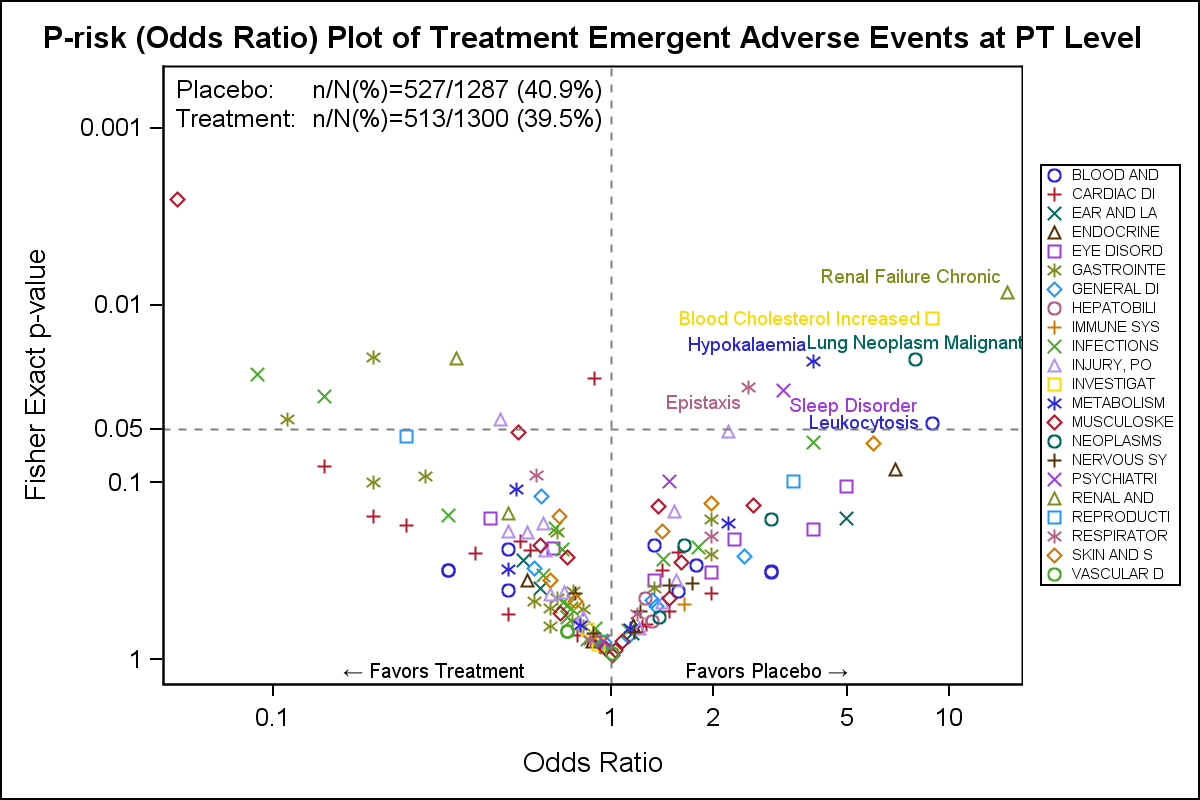 P-risk (Odds Ratio) Plot of Treatment Emergent Adverse Events at PT Level
Placebo: n/N(%)=527/1287 (40.9%)
Treatment: n/N(%)=513/1300 (39.5%)
Fisher Exact p-value
0.001
0.01
0.05
0.1
1
Renal Failure Chronic
Blood Cholesterol Increased
Hypokalaemia
Lung Neoplasm Malignant
Epistaxis
Sleep Disorder
Leukocytosis
← Favors Treatment
Favors Placebo →
0.1
1
2
5
10
Odds Ratio
BLOOD AND
CARDIAC DI
EAR AND LA
ENDOCRINE
EYE DISORD
GASTROINTE
GENERAL DI
HEPATOBILI
IMMUNE SYS
INFECTIONS
INJURY, PO
INVESTIGAT
METABOLISM
MUSCULOSKE
NEOPLASMS
NERVOUS SY
PSYCHIATRI
RENAL AND
REPRODUCTI
RESPIRATOR
SKIN AND S
VASCULAR D